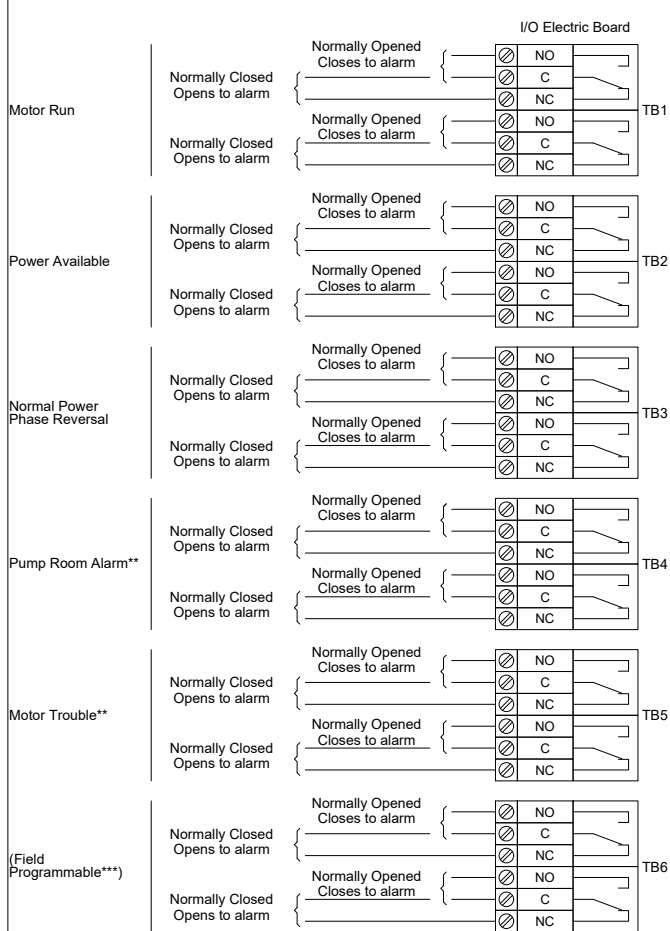 I/O Electric Board
Motor Run
Normally Opened
Closes to alarm
Normally Closed
Opens to alarm
Normally Opened
Closes to alarm
Normally Closed
Opens to alarm
NO
C
NC
NO
C
NC
TB1
Power Available
Normally Opened
Closes to alarm
Normally Closed
Opens to alarm
Normally Opened
Closes to alarm
Normally Closed
Opens to alarm
NO
C
NC
NO
C
NC
TB2
Normal Power
Phase Reversal
Normally Opened
Closes to alarm
Normally Closed
Opens to alarm
Normally Opened
Closes to alarm
Normally Closed
Opens to alarm
NO
C
NC
NO
C
NC
TB3
Pump Room Alarm**
Normally Opened
Closes to alarm
Normally Closed
Opens to alarm
Normally Opened
Closes to alarm
Normally Closed
Opens to alarm
NO
C
NC
NO
C
NC
TB4
Motor Trouble**
Normally Opened
Closes to alarm
Normally Closed
Opens to alarm
Normally Opened
Closes to alarm
Normally Closed
Opens to alarm
NO
C
NC
NO
C
NC
TB5
(Field
Programmable***)
Normally Opened
Closes to alarm
Normally Closed
Opens to alarm
Normally Opened
Closes to alarm
Normally Closed
Opens to alarm
NO
C
NC
NO
C
NC
TB6